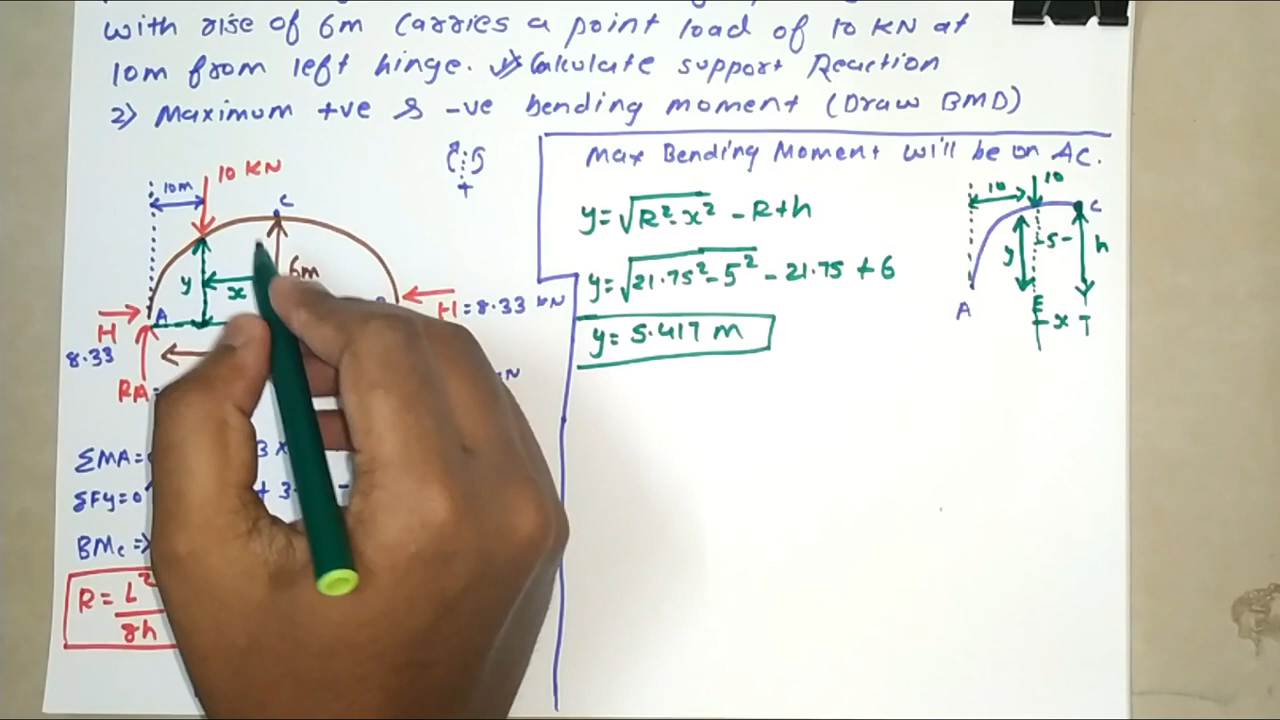 with rise of 6m carries a point load of 10 KN at
10m from left hinge. 1) Calculate support Reaction
2) Maximum +ve & -ve bending moment (Draw BMD)
Max Bending Moment will be on AC.
10m
10 KN
C
y
x
6m
A
H
8.33
H = 8.33 kN
RA=
ΣMA=
3 x
ΣFy=0
+ 3.
BMc ⇒
R = L²
8h
+
y = √R²-x² - R+h
y = √21.75²-5² - 21.75 + 6
y = 5.417 m
10
10
C
y
-5-
h
A
E
x